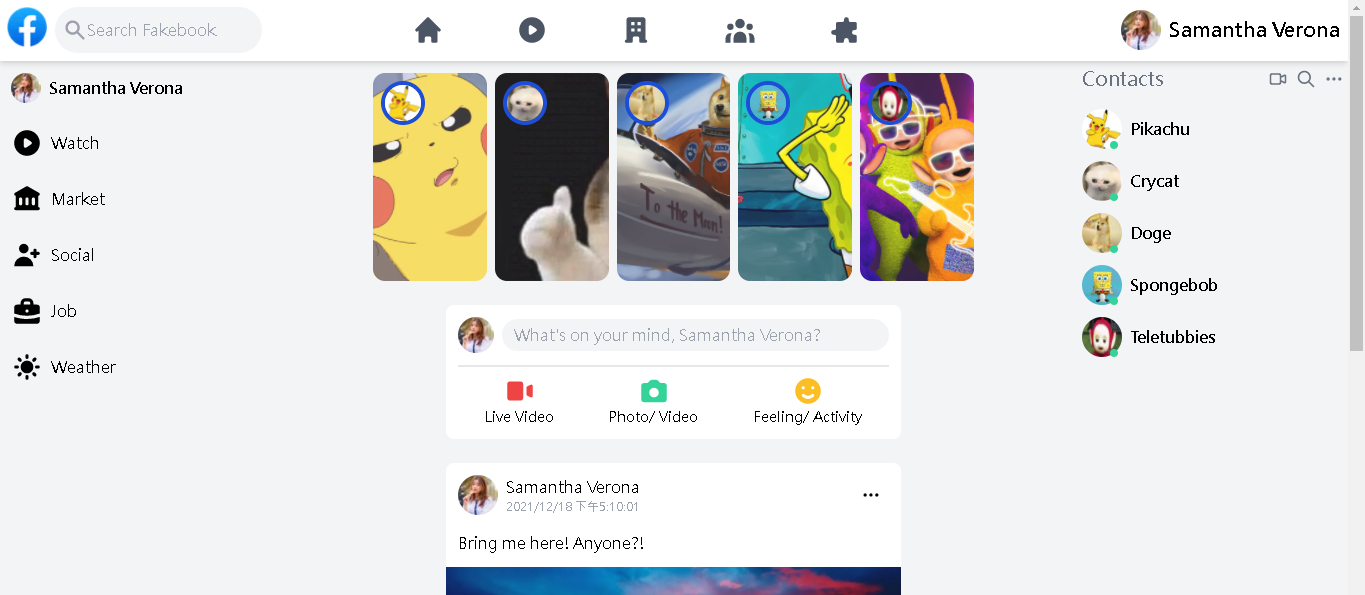 Search Fakebook
Samantha Verona
Samantha Verona
Watch
Market
Social
Job
Weather
To the Man!
What's on your mind, Samantha Verona?
Live Video
Photo/ Video
Feeling/ Activity
Samantha Verona
2021/12/18 下午5:10:01
Bring me here! Anyone?!
Contacts
Pikachu
Crycat
Doge
Spongebob
Teletubbies